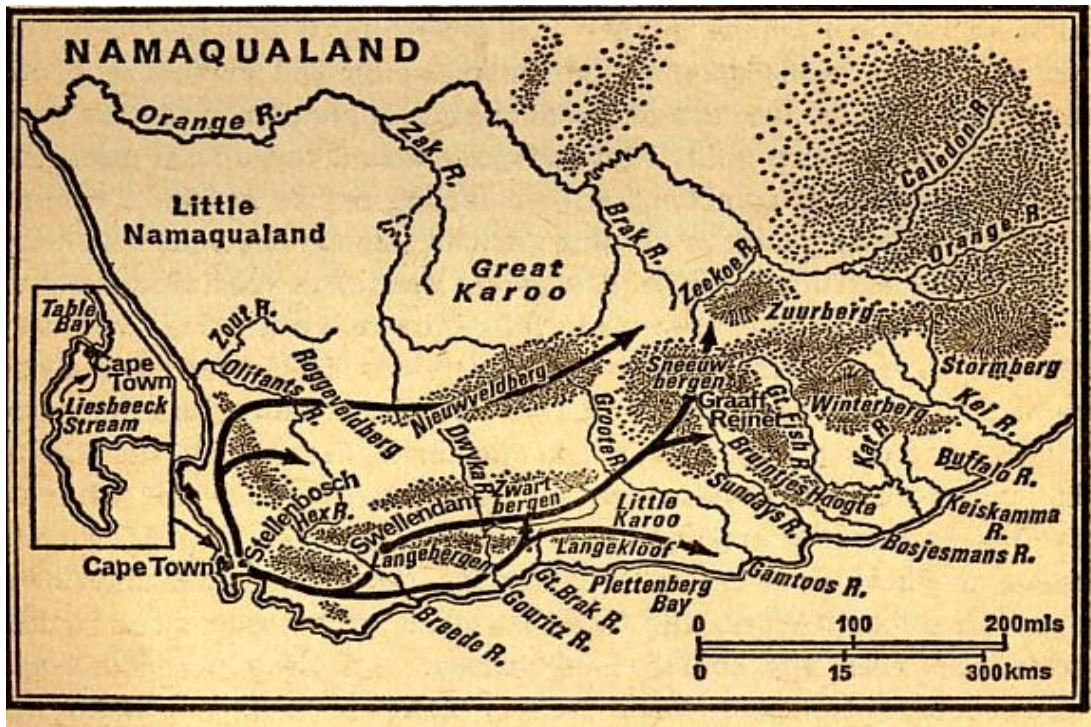 NAMAQUALAND
Orange R.
Zak R.
Caledon R.
Little
Namaqualand
Brak R.
Orange R.
Great
Karoo
Zeekoe R.
Table
Bay
Zout R.
Zuurberg
Cape
Town
Olifants R.
Roggeveldberg
Sneeuw-
bergen
Stormberg
Liesbeeck
Stream
Nieuwveldberg
Graaff
Reinet
Gt. Fish R.
Winterberg
Kei R.
Dwyka R.
Groote R.
Bruintjes Hoogte
Kat R.
Buffalo R.
Stellenbosch
Hex R.
Swellendam
Zwart
bergen
Little
Karoo
Sundays R.
Keiskamma
R.
Bosjesmans R.
Cape Town
Langebergen
Langekloof
Gamtoos R.
Plettenberg
Bay
Gt. Brak R.
Gouritz R.
Breede R.
0 100 200mls
0 15 300kms